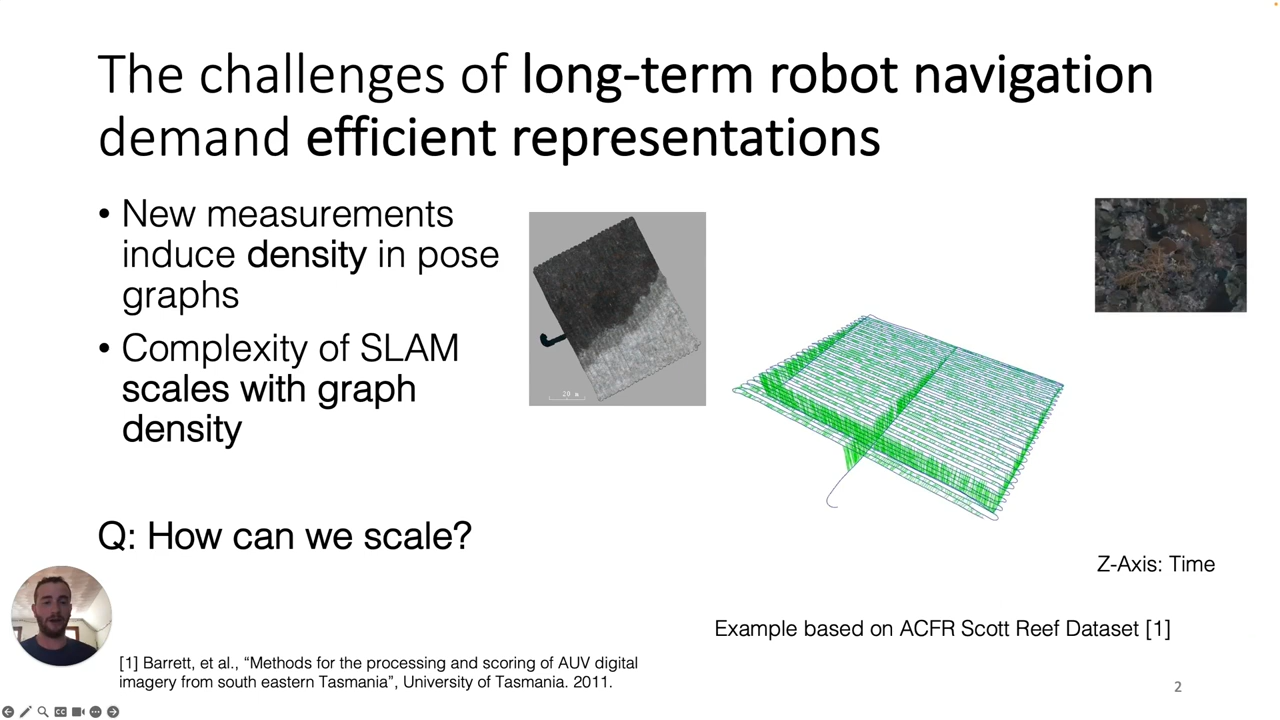 The challenges of long-term robot navigation
demand efficient representations
• New measurements
induce density in pose
graphs
• Complexity of SLAM
scales with graph
density
Q: How can we scale?
20 m
Z-Axis: Time
Example based on ACFR Scott Reef Dataset [1]
[1] Barrett, et al., “Methods for the processing and scoring of AUV digital
imagery from south eastern Tasmania”, University of Tasmania. 2011.
2
CC